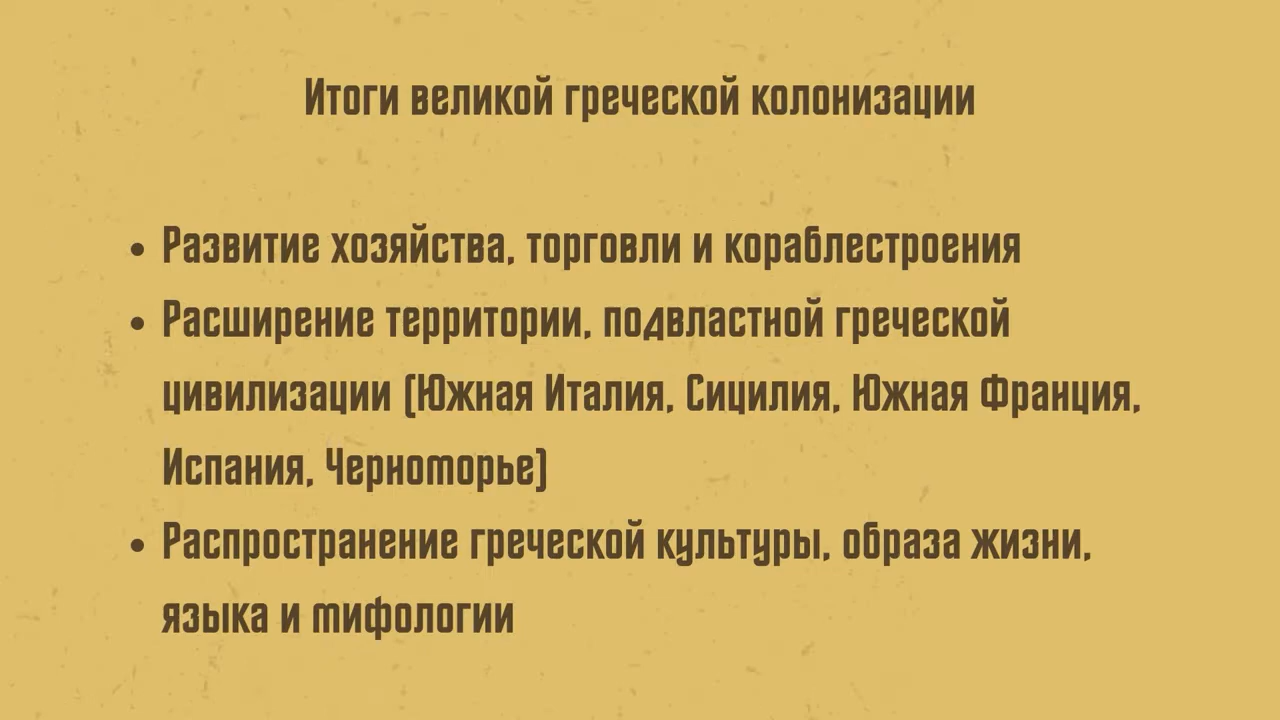 Итоги великой греческой колонизации
• Развитие хозяйства, торговли и кораблестроения
• Расширение территории, подвластной греческой
цивилизации (Южная Италия, Сицилия, Южная Франция,
Испания, Черноморье)
• Распространение греческой культуры, образа жизни,
языка и мифологии